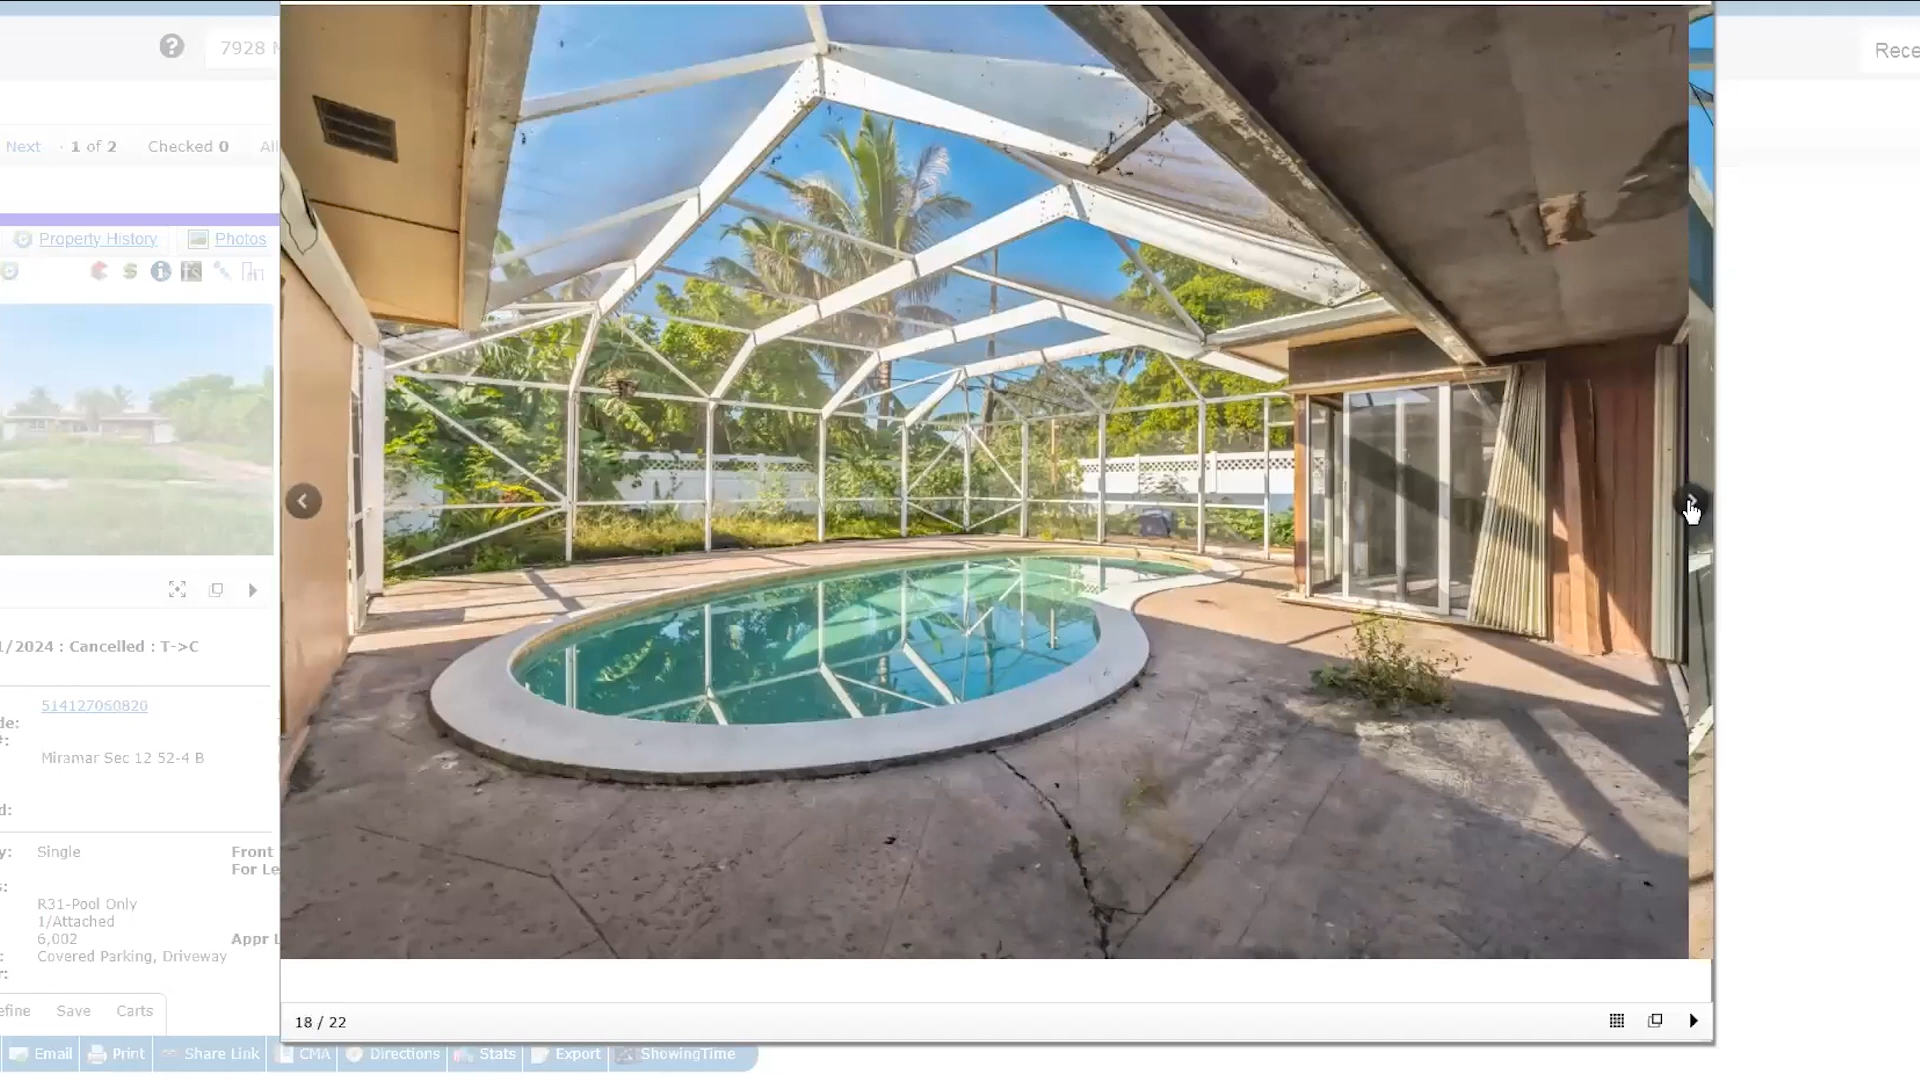 7928
Rece
Next · 1 of 2 Checked 0 All
Property History Photos
1/2024 : Cancelled : T->C
514127060820
Miramar Sec 12 52-4 B
Single Front
For Le
R31-Pool Only
1/Attached
6,002 Appr L
Covered Parking, Driveway
efine Save Carts
18 / 22
Email Print Share Link CMA Directions Stats Export ShowingTime